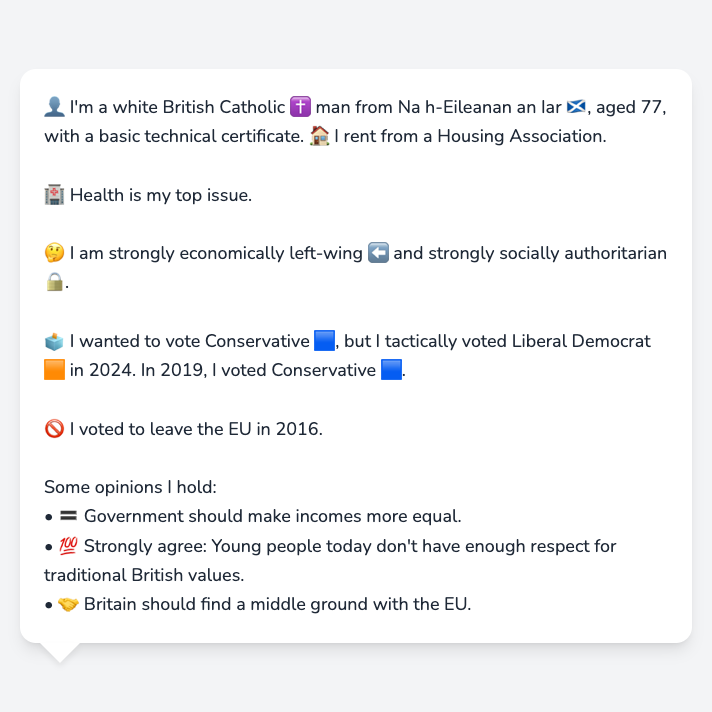 👤 I'm a white British Catholic ✝️ man from Na h-Eileanan an Iar 🏴󠁧󠁢󠁳󠁣󠁴󠁿, aged 77,
with a basic technical certificate. 🏠 I rent from a Housing Association.
🏥 Health is my top issue.
🤔 I am strongly economically left-wing ⬅️ and strongly socially authoritarian
🔒.
🗳️ I wanted to vote Conservative 🟦, but I tactically voted Liberal Democrat
🟧 in 2024. In 2019, I voted Conservative 🟦.
🚫 I voted to leave the EU in 2016.
Some opinions I hold:
• 🟰 Government should make incomes more equal.
• 💯 Strongly agree: Young people today don't have enough respect for
traditional British values.
• 🤝 Britain should find a middle ground with the EU.